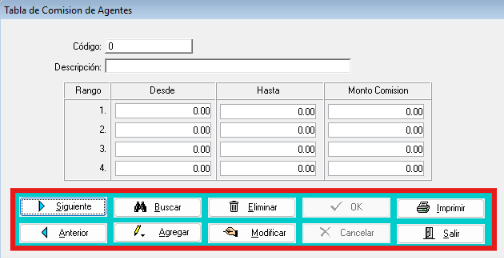 Tabla de Comision de Agentes
Código: 0
Descripción:
Rango Desde Hasta Monto Comision
1. 0.00 0.00 0.00
2. 0.00 0.00 0.00
3. 0.00 0.00 0.00
4. 0.00 0.00 0.00
Siguiente Buscar Eliminar OK Imprimir
Anterior Agregar Modificar Cancelar Salir